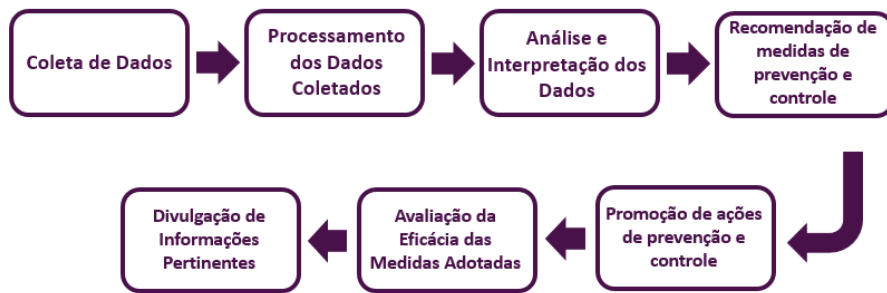 Coleta de Dados
Processamento
dos Dados
Coletados
Análise e
Interpretação dos
Dados
Recomendação de
medidas de
prevenção e
controle
Promoção de ações
de prevenção e
controle
Avaliação da
Eficácia das
Medidas Adotadas
Divulgação de
Informações
Pertinentes